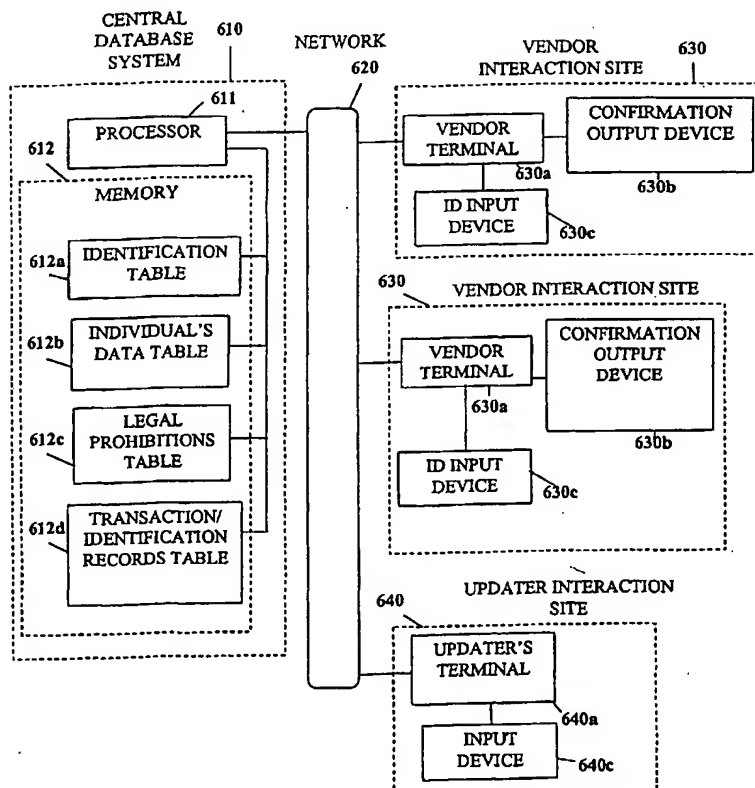 CENTRAL
DATABASE
SYSTEM
610
611
PROCESSOR
612
MEMORY
612a
IDENTIFICATION
TABLE
612b
INDIVIDUAL'S
DATA TABLE
612c
LEGAL
PROHIBITIONS
TABLE
612d
TRANSACTION/
IDENTIFICATION
RECORDS TABLE
NETWORK
620
VENDOR
INTERACTION SITE
630
VENDOR
TERMINAL
630a
CONFIRMATION
OUTPUT DEVICE
630b
ID INPUT
DEVICE
630c
630
VENDOR INTERACTION SITE
VENDOR
TERMINAL
630a
CONFIRMATION
OUTPUT
DEVICE
630b
ID INPUT
DEVICE
630c
UPDATER INTERACTION
SITE
640
UPDATER'S
TERMINAL
640a
INPUT
DEVICE
640c